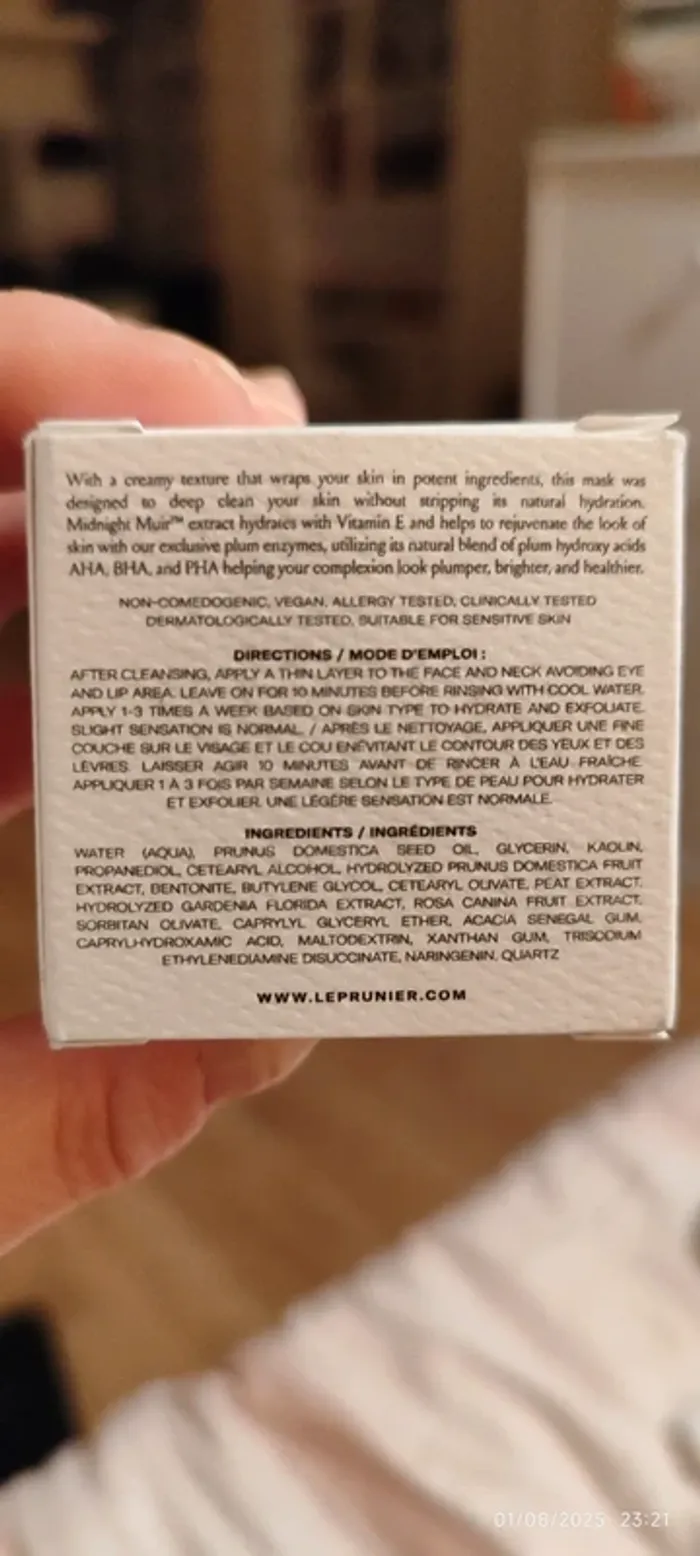 With a creamy texture that wraps your skin in potent ingredients, this mask was
designed to deep clean your skin without stripping its natural hydration.
Midnight Muir™ extract hydrates with Vitamin E and helps to rejuvenate the look of
skin with our exclusive plum enzymes, utilizing its natural blend of plum hydroxy acids
AHA, BHA, and PHA helping your complexion look plumper, brighter, and healthier.
NON-COMEDOGENIC, VEGAN, ALLERGY TESTED, CLINICALLY TESTED
DERMATOLOGICALLY TESTED, SUITABLE FOR SENSITIVE SKIN
DIRECTIONS / MODE D'EMPLOI :
AFTER CLEANSING, APPLY A THIN LAYER TO THE FACE AND NECK AVOIDING EYE
AND LIP AREA. LEAVE ON FOR 10 MINUTES BEFORE RINSING WITH COOL WATER.
APPLY 1-3 TIMES A WEEK BASED ON SKIN TYPE TO HYDRATE AND EXFOLIATE.
SLIGHT SENSATION IS NORMAL. / APRÈS LE NETTOYAGE, APPLIQUER UNE FINE
COUCHE SUR LE VISAGE ET LE COU EN ÉVITANT LE CONTOUR DES YEUX ET DES
LÈVRES. LAISSER AGIR 10 MINUTES AVANT DE RINCER À L'EAU FRAÎCHE.
APPLIQUER 1 À 3 FOIS PAR SEMAINE SELON LE TYPE DE PEAU POUR HYDRATER
ET EXFOLIER. UNE LÉGÈRE SENSATION EST NORMALE.
INGREDIENTS / INGRÉDIENTS
WATER (AQUA), PRUNUS DOMESTICA SEED OIL, GLYCERIN, KAOLIN,
PROPANEDIOL, CETEARYL ALCOHOL, HYDROLYZED PRUNUS DOMESTICA FRUIT
EXTRACT, BENTONITE, BUTYLENE GLYCOL, CETEARYL OLIVATE, PEAT EXTRACT,
HYDROLYZED GARDENIA FLORIDA EXTRACT, ROSA CANINA FRUIT EXTRACT,
SORBITAN OLIVATE, CAPRYLYL GLYCERYL ETHER, ACACIA SENEGAL GUM,
CAPRYLHYDROXAMIC ACID, MALTODEXTRIN, XANTHAN GUM, TRISODIUM
ETHYLENEDIAMINE DISUCCINATE, NARINGENIN, QUARTZ
WWW.LEPRUNIER.COM
01/08/2025 23:21